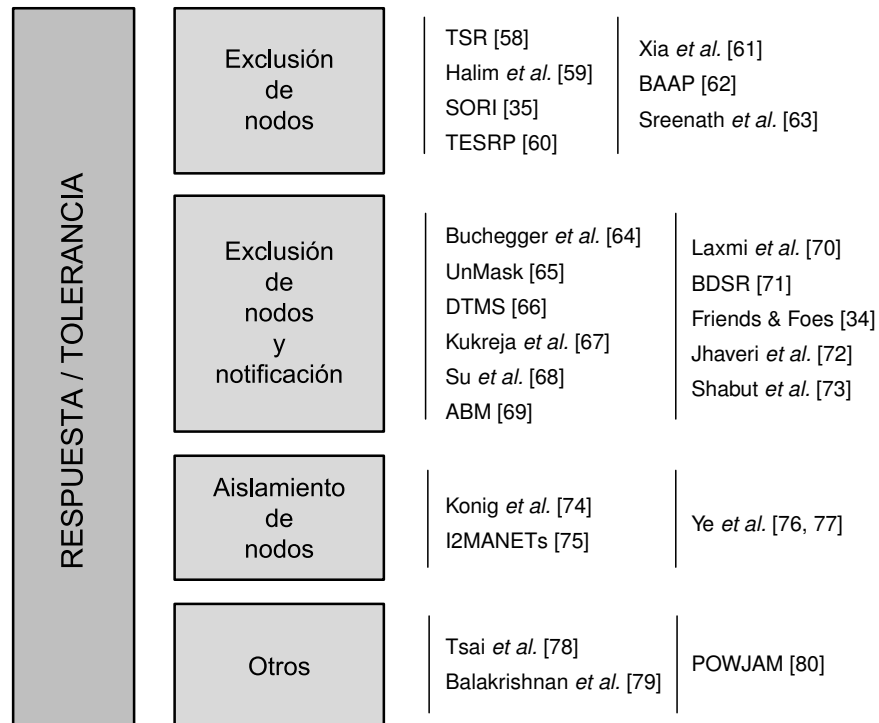 RESPUESTA / TOLERANCIA
Exclusión
de
nodos
TSR [58]
Halim et al. [59]
SORI [35]
TESRP [60]
Xia et al. [61]
BAAP [62]
Sreenath et al. [63]
Exclusión
de
nodos
y
notificación
Buchegger et al. [64]
UnMask [65]
DTMS [66]
Kukreja et al. [67]
Su et al. [68]
ABM [69]
Laxmi et al. [70]
BDSR [71]
Friends & Foes [34]
Jhaveri et al. [72]
Shabut et al. [73]
Aislamiento
de
nodos
Konig et al. [74]
I2MANETs [75]
Ye et al. [76, 77]
Otros
Tsai et al. [78]
Balakrishnan et al. [79]
POWJAM [80]